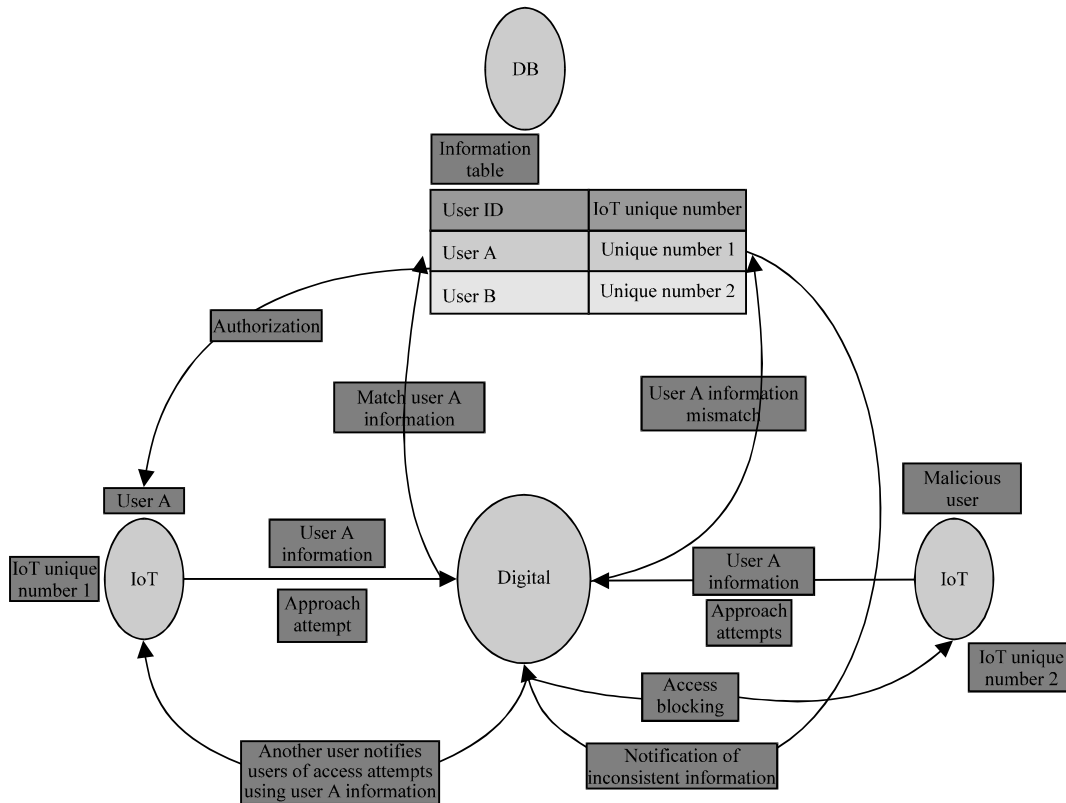 DB
Information
table
User ID
IoT unique number
User A
Unique number 1
User B
Unique number 2
Authorization
Match user A
information
User A information
mismatch
User A
Malicious
user
IoT unique
number 1
IoT
User A
information
Approach
attempt
Digital
User A
information
Approach
attempts
IoT
IoT unique
number 2
Access
blocking
Another user notifies
users of access attempts
using user A information
Notification of
inconsistent information